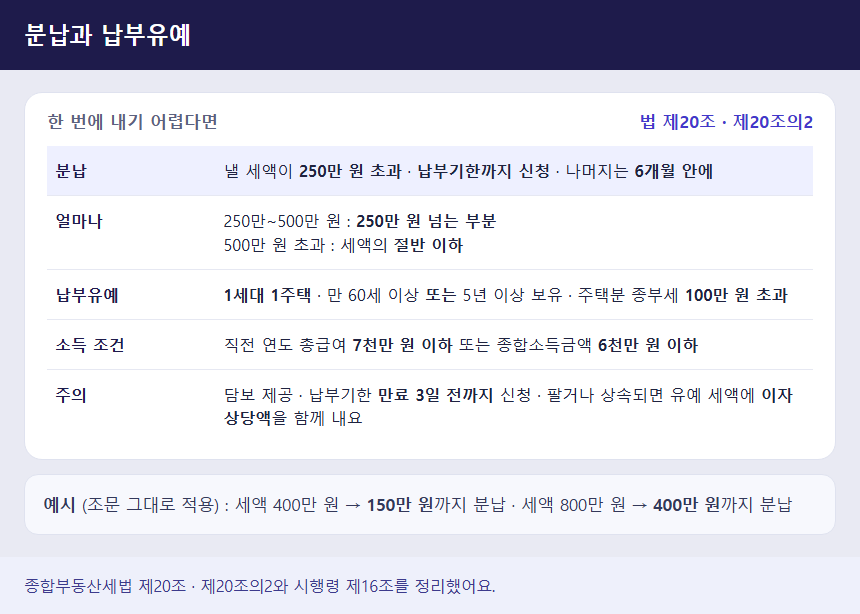 분납과 납부유예
한 번에 내기 어렵다면
법 제20조 · 제20조의2
분납 낼 세액이 250만 원 초과 · 납부기한까지 신청 · 나머지는 6개월 안에
얼마나 250만~500만 원 : 250만 원 넘는 부분
500만 원 초과 : 세액의 절반 이하
납부유예 1세대 1주택 · 만 60세 이상 또는 5년 이상 보유 · 주택분 종부세 100만 원 초과
소득 조건 직전 연도 총급여 7천만 원 이하 또는 종합소득금액 6천만 원 이하
주의 담보 제공 · 납부기한 만료 3일 전까지 신청 · 팔거나 상속되면 유예 세액에 이자
상당액을 함께 내요
예시 (조문 그대로 적용) : 세액 400만 원 → 150만 원까지 분납 · 세액 800만 원 → 400만 원까지 분납
종합부동산세법 제20조 · 제20조의2와 시행령 제16조를 정리했어요.